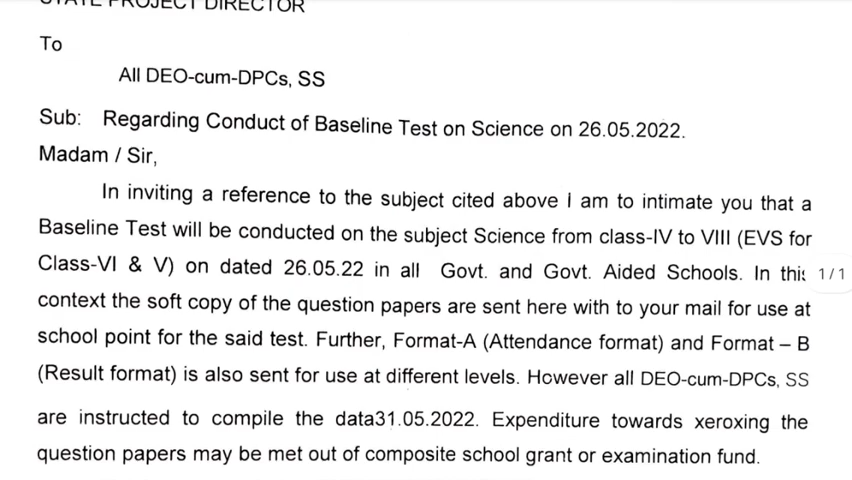 STATE PROJECT DIRECTOR
To
All DEO-cum-DPCs, SS
Sub: Regarding Conduct of Baseline Test on Science on 26.05.2022.
Madam / Sir,
In inviting a reference to the subject cited above I am to intimate you that a
Baseline Test will be conducted on the subject Science from class-IV to VIII (EVS for
Class-VI & V) on dated 26.05.22 in all Govt. and Govt. Aided Schools. In this
context the soft copy of the question papers are sent here with to your mail for use at
school point for the said test. Further, Format-A (Attendance format) and Format – B
(Result format) is also sent for use at different levels. However all DEO-cum-DPCs, SS
are instructed to compile the data31.05.2022. Expenditure towards xeroxing the
question papers may be met out of composite school grant or examination fund.
1/1